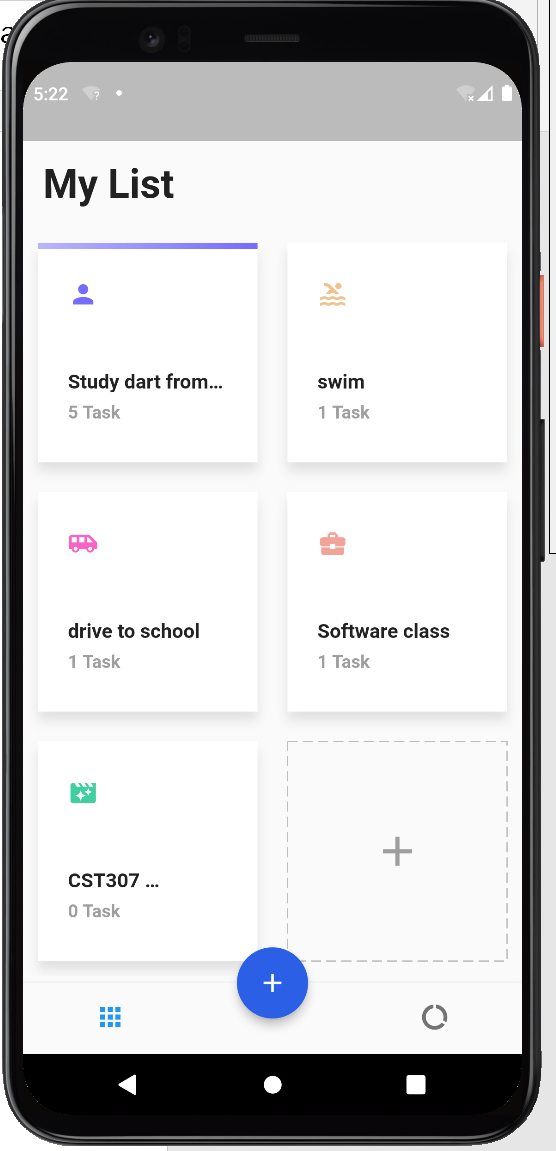 5:22
My List
Study dart from...
5 Task
swim
1 Task
drive to school
1 Task
Software class
1 Task
CST307 ...
0 Task